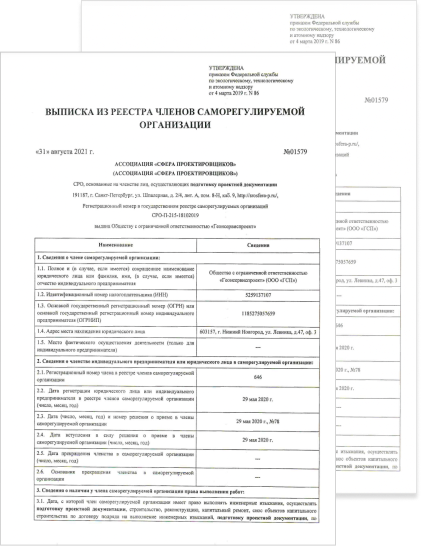 УТВЕРЖДЕНА
приказом Федеральной службы
по экологическому, технологическому
и атомному надзору
от 4 марта 2019 г. N 86
УТВЕРЖДЕНА
приказом Федеральной службы
по экологическому, технологическому
и атомному надзору
от 4 марта 2019 г. N 86
ВЫПИСКА ИЗ РЕЕСТРА ЧЛЕНОВ САМОРЕГУЛИРУЕМОЙ
ОРГАНИЗАЦИИ
«31» августа 2021 г. №01579
АССОЦИАЦИЯ «СФЕРА ПРОЕКТИРОВЩИКОВ»
(АССОЦИАЦИЯ «СФЕРА ПРОЕКТИРОВЩИКОВ»)
СРО, основанные на членстве лиц, осуществляющих подготовку проектной документации
191187, г. Санкт-Петербург, ул. Шпалерная, д. 2/4, лит. А, пом. 8-Н, каб. 9,
Регистрационный номер в государственном реестре саморегулируемых организаций
СРО-П-215-18102019
выдана Обществу с ограниченной ответственностью «Геоспецтранспорт»
Наименование Сведения
1. Сведения о члене саморегулируемой организации:
1.1. Полное и (в случае, если имеется) сокращенное наименование
юридического лица или фамилия, имя, (в случае, если имеется)
отчество индивидуального предпринимателя
Общество с ограниченной ответственностью
(ООО «ГСП»)
1.2. Идентификационный номер налогоплательщика (ИНН) 5259137107
1.3. Основной государственный регистрационный номер (ОГРН) или
основной государственный регистрационный номер индивидуального
предпринимателя (ОГРНИП)
1185275057659
1.4. Адрес места нахождения юридического лица 603157, г. Нижний Новгород, ул. д.47, оф. 3
1.5. Место фактического осуществления деятельности (только для
индивидуального предпринимателя) ---
2. Сведения о членстве индивидуального предпринимателя или юридического лица в саморегулируемой организации:
2.1. Регистрационный номер члена в реестре членов саморегулируемой
организации 646
2.2. Дата регистрации юридического лица или индивидуального
предпринимателя в реестре членов саморегулируемой организации
(число, месяц, год) 29 мая 2020 г.
2.3. Дата (число, месяц, год) и номер решения о приеме в члены
саморегулируемой организации 29 мая 2020 г., №78
2.4. Дата вступления в силу решения о приеме в члены
саморегулируемой организации (число, месяц, год) 29 мая 2020 г.
2.5. Дата прекращения членства в саморегулируемой организации
(число, месяц, год) ---
2.6. Основания прекращения членства в саморегулируемой
организации ---
3. Сведения о наличии у члена саморегулируемой организации права выполнения работ:
3.1. Дата, с которой член саморегулируемой организации имеет право выполнять инженерные изыскания, осуществлять
подготовку проектной документации, строительство, реконструкцию, капитальный ремонт, снос объектов капитального
строительства по договору подряда на выполнение инженерных изысканий, подготовку проектной документации, по
№01579